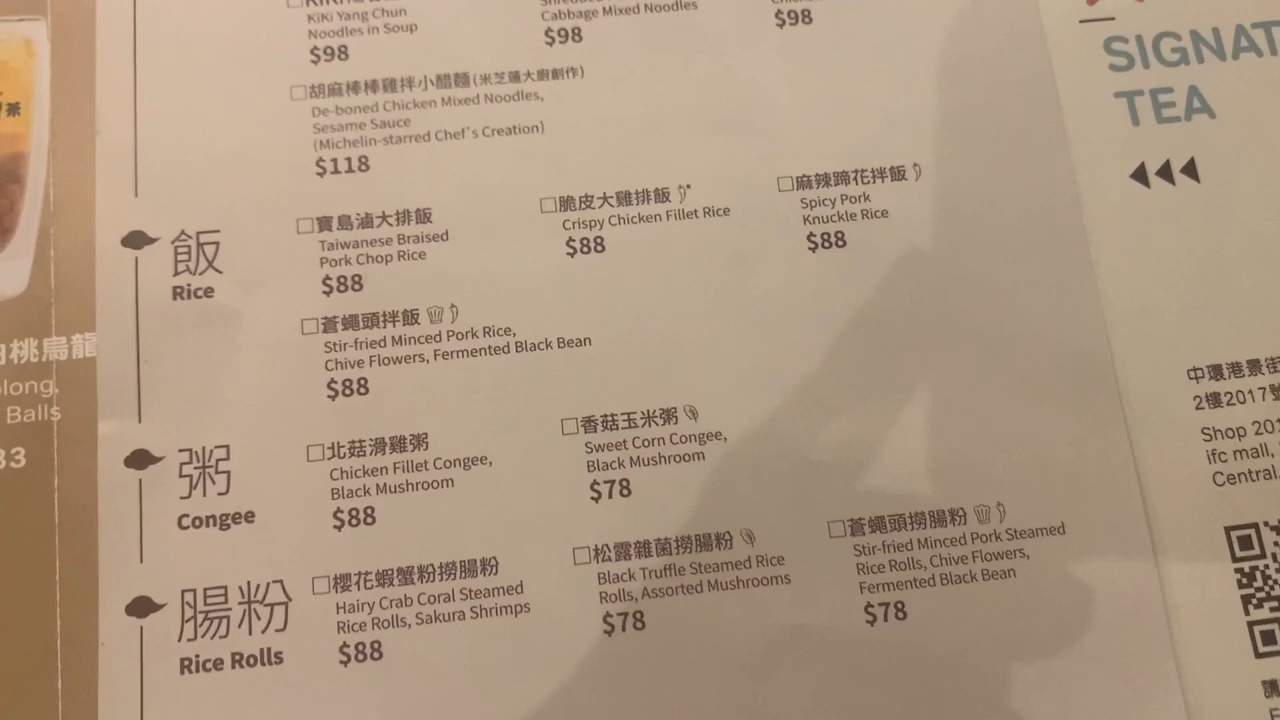 KiKi Yang Chun
Noodles in Soup
$98
Cabbage Mixed Noodles
$98
$98
胡麻棒棒雞拌小醋麵(米芝蓮大廚創作)
De-boned Chicken Mixed Noodles,
Sesame Sauce
(Michelin-starred Chef's Creation)
$118
飯
Rice
寶島滷大排飯
Taiwanese Braised
Pork Chop Rice
$88
脆皮大雞排飯
Crispy Chicken Fillet Rice
$88
麻辣蹄花拌飯
Spicy Pork
Knuckle Rice
$88
蒼蠅頭拌飯
Stir-fried Minced Pork Rice,
Chive Flowers, Fermented Black Bean
$88
粥
Congee
北菇滑雞粥
Chicken Fillet Congee,
Black Mushroom
$88
香菇玉米粥
Sweet Corn Congee,
Black Mushroom
$78
腸粉
Rice Rolls
櫻花蝦蟹粉撈腸粉
Hairy Crab Coral Steamed
Rice Rolls, Sakura Shrimps
$88
松露雜菌撈腸粉
Black Truffle Steamed Rice
Rolls, Assorted Mushrooms
$78
蒼蠅頭撈腸粉
Stir-fried Minced Pork Steamed
Rice Rolls, Chive Flowers,
Fermented Black Bean
$78
SIGNAT
TEA
中環港景街
2樓2017號
Shop 201
ifc mall,
Central
茶
桃烏龍
long,
Balls
33